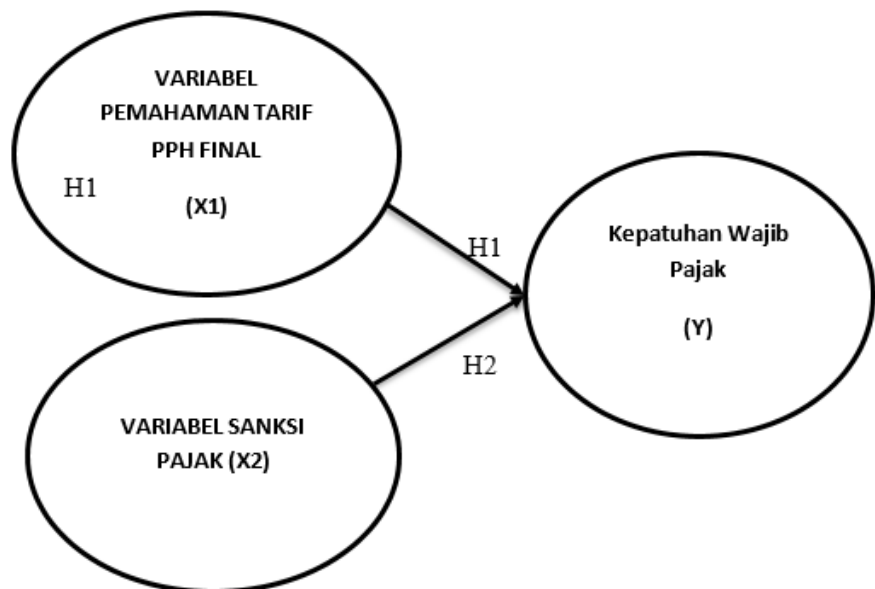 VARIABEL
PEMAHAMAN TARIF
PPH FINAL
H1
(X1)
H1
Kepatuhan Wajib
Pajak
(Y)
H2
VARIABEL SANKSI
PAJAK (X2)